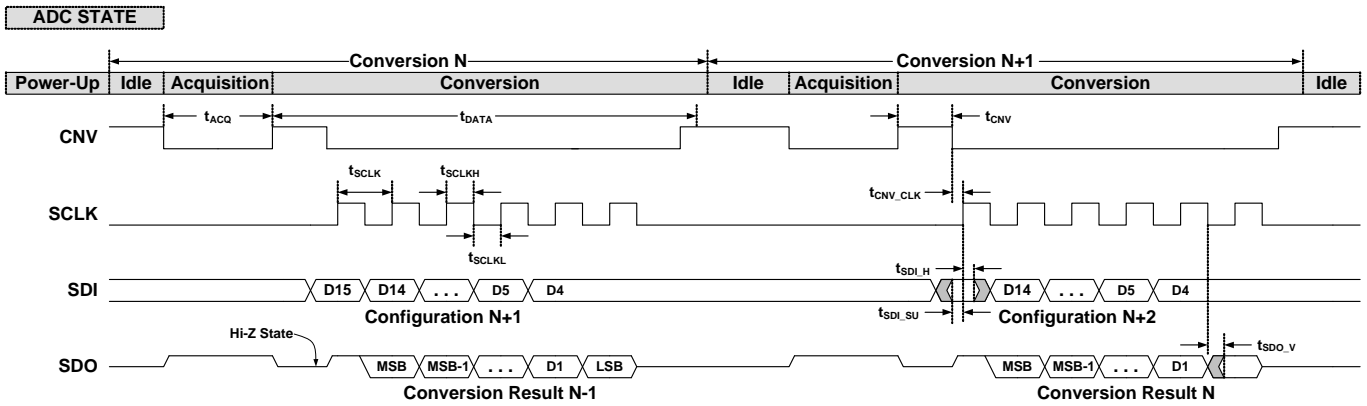 ADC STATE
Conversion N
Conversion N+1
Power-Up Idle Acquisition Conversion Idle Acquisition Conversion Idle
CNV
tACQ
tDATA
tCNV
SCLK
tSCLK
tSCLKH
tSCLKL
tCNV_CLK
SDI
D15 D14 . . . D5 D4
Configuration N+1
tSDI_H
tSDI_SU
D14 . . . D5 D4
Configuration N+2
Hi-Z State
SDO
MSB MSB-1 . . . D1 LSB
Conversion Result N-1
MSB MSB-1 . . . D1
tSDO_V
Conversion Result N